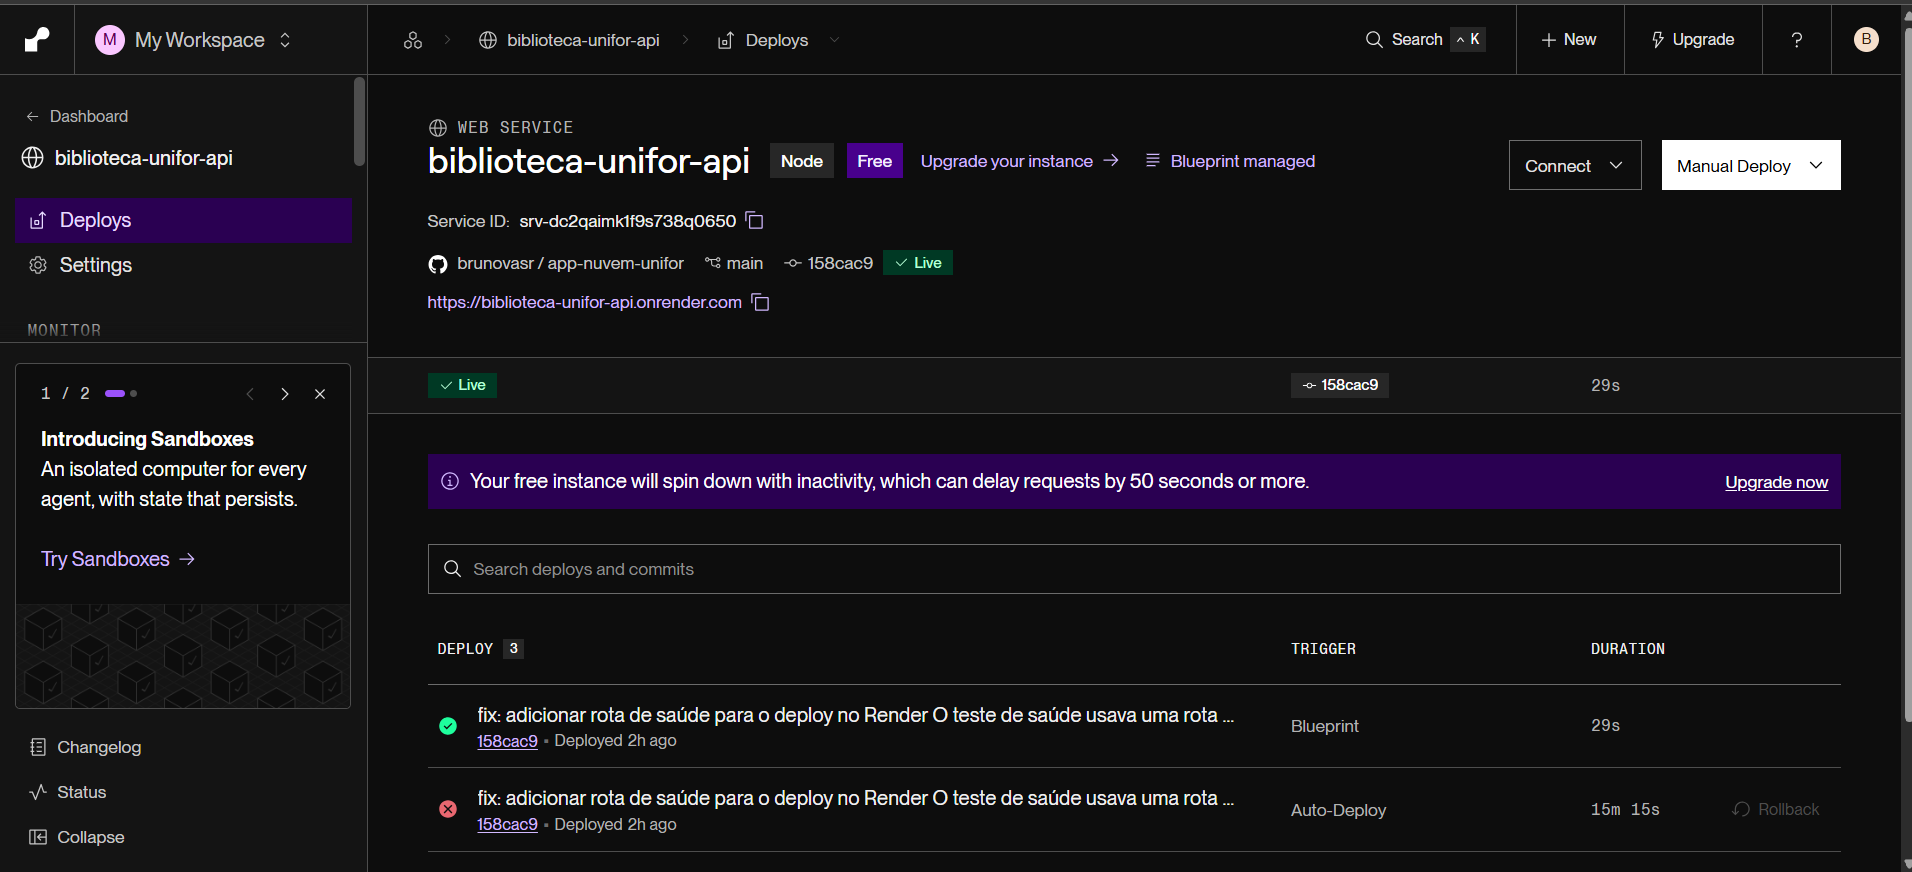 M My Workspace
biblioteca-unifor-api
Deploys
Search ^ K
+ New
Upgrade
?
B
← Dashboard
biblioteca-unifor-api
Deploys
Settings
MONITOR
1 / 2
Introducing Sandboxes
An isolated computer for every
agent, with state that persists.
Try Sandboxes →
Changelog
Status
Collapse
WEB SERVICE
biblioteca-unifor-api Node Free Upgrade your instance → Blueprint managed
Connect
Manual Deploy
Service ID: srv-dc2qaimk1f9s738q0650
brunovasr / app-nuvem-unifor main 158cac9 Live
https://biblioteca-unifor-api.onrender.com
Live 158cac9 29s
Your free instance will spin down with inactivity, which can delay requests by 50 seconds or more. Upgrade now
Search deploys and commits
DEPLOY 3 TRIGGER DURATION
fix: adicionar rota de saúde para o deploy no Render O teste de saúde usava uma rota ...
158cac9 • Deployed 2h ago
Blueprint
29s
fix: adicionar rota de saúde para o deploy no Render O teste de saúde usava uma rota ...
158cac9 • Deployed 2h ago
Auto-Deploy
15m 15s
Rollback